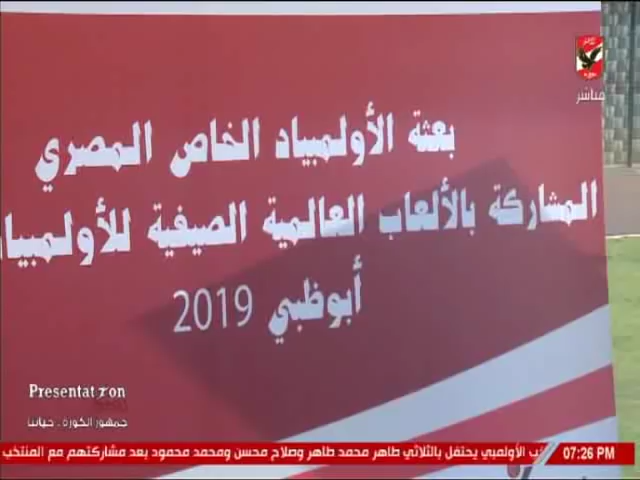 مباشر
بعثة الأولمبياد الخاص المصري
المشاركة بالألعاب العالمية الصيفية للأولمبياد
أبوظبي 2019
Presentation
جمهور الكورة . حياتنا
الأولمبي يحتفل بالثلاثي طاهر محمد طاهر وصلاح محسن ومحمد محمود بعد مشاركتهم مع المنتخب
07:26 PM